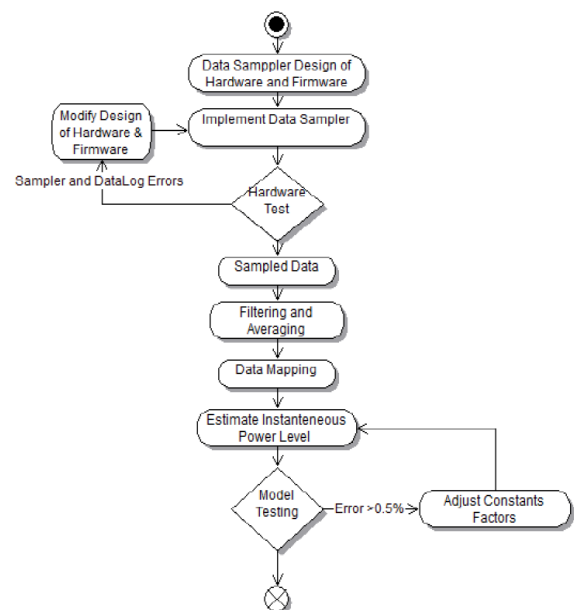 Data Samppler Design of
Hardware and Firmware
Modify Design
of Hardware &
Firmware
Implement Data Sampler
Sampler and DataLog Errors
Hardware
Test
Sampled Data
Filtering and
Averaging
Data Mapping
Estimate Instanteneous
Power Level
Model
Testing
Error >0.5%
Adjust Constants
Factors